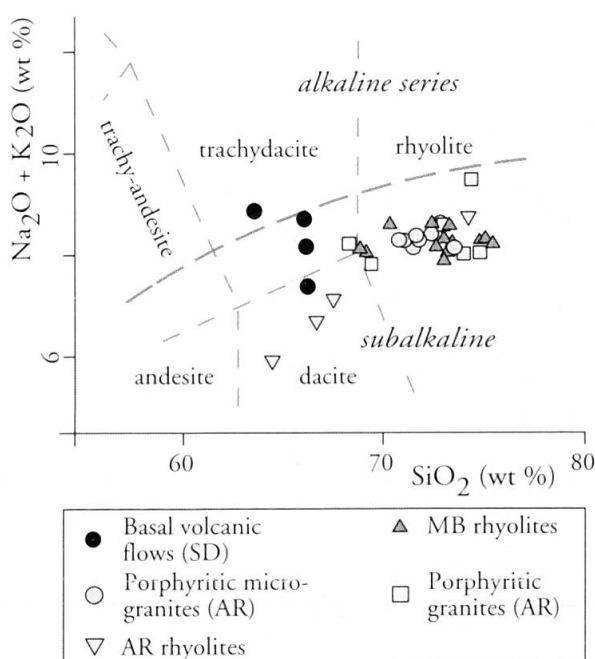 Na2O + K2O (wt %)
10
6
alkaline series
trachydacite
rhyolite
trachy-andesite
subalkaline
andesite
dacite
60
70
80
SiO2 (wt %)
Basal volcanic
flows (SD)
Porphyritic micro-
granites (AR)
AR rhyolites
MB rhyolites
Porphyritic
granites (AR)